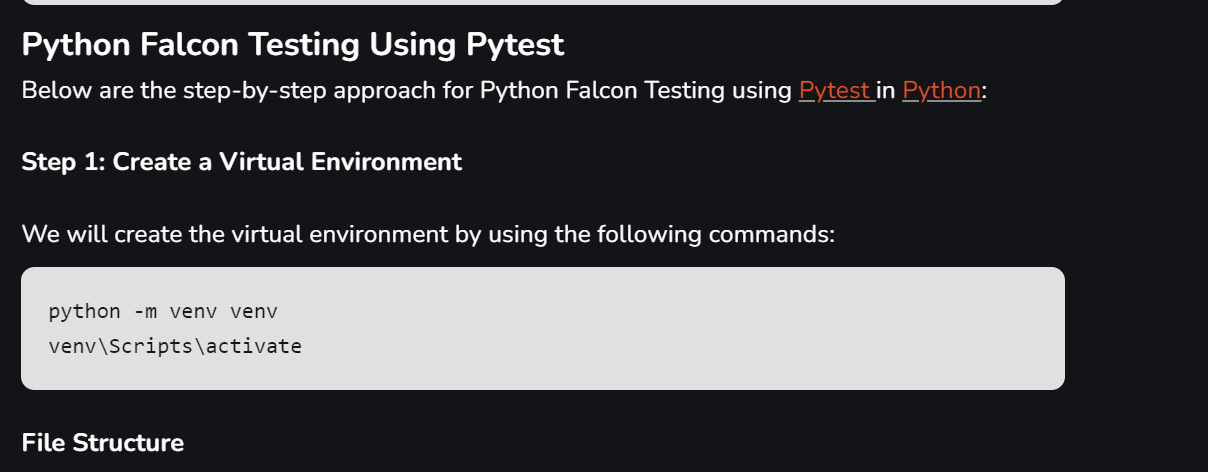 Python Falcon Testing Using Pytest
Below are the step-by-step approach for Python Falcon Testing using Pytest in Python:
Step 1: Create a Virtual Environment
We will create the virtual environment by using the following commands:
python -m venv venv
venv\Scripts\activate
File Structure